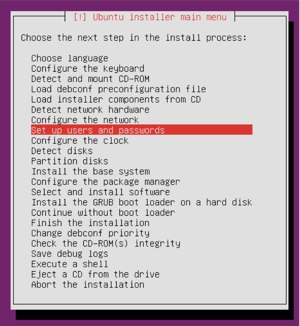 [!] Ubuntu installer main menu
Choose the next step in the install process:
Choose language
Configure the keyboard
Detect and mount CD-ROM
Load debconf preconfiguration file
Load installer components from CD
Detect network hardware
Configure the network
Set up users and passwords
Configure the clock
Detect disks
Partition disks
Install the base system
Configure the package manager
Select and install software
Install the GRUB boot loader on a hard disk
Continue without boot loader
Finish the installation
Change debconf priority
Check the CD-ROM(s) integrity
Save debug logs
Execute a shell
Eject a CD from the drive
Abort the installation